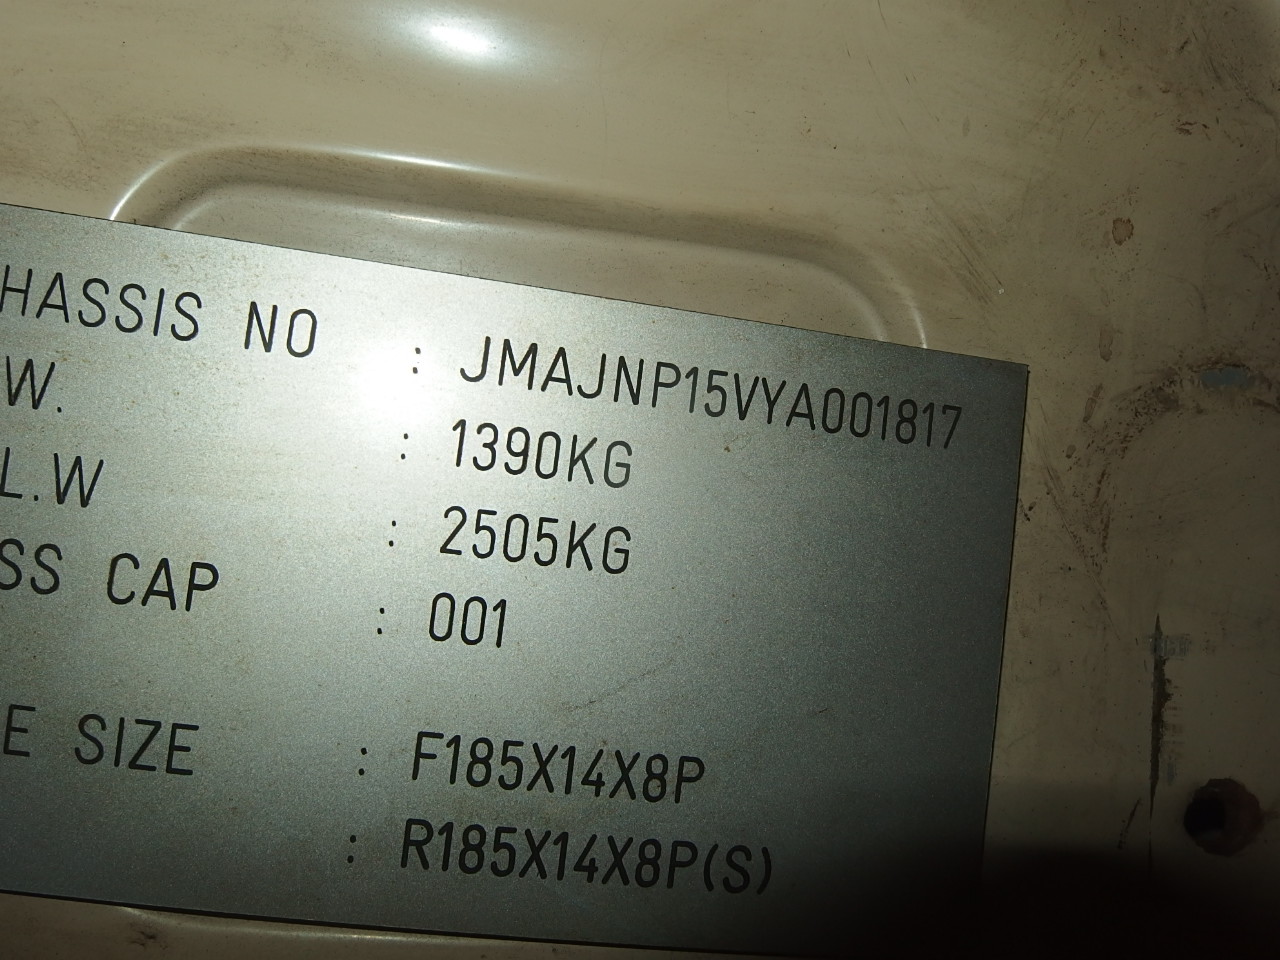 HASSIS NO : JMAJNP15VYA001817
W. : 1390KG
L.W : 2505KG
SS CAP : 001
E SIZE : F185X14X8P
: R185X14X8P(S)